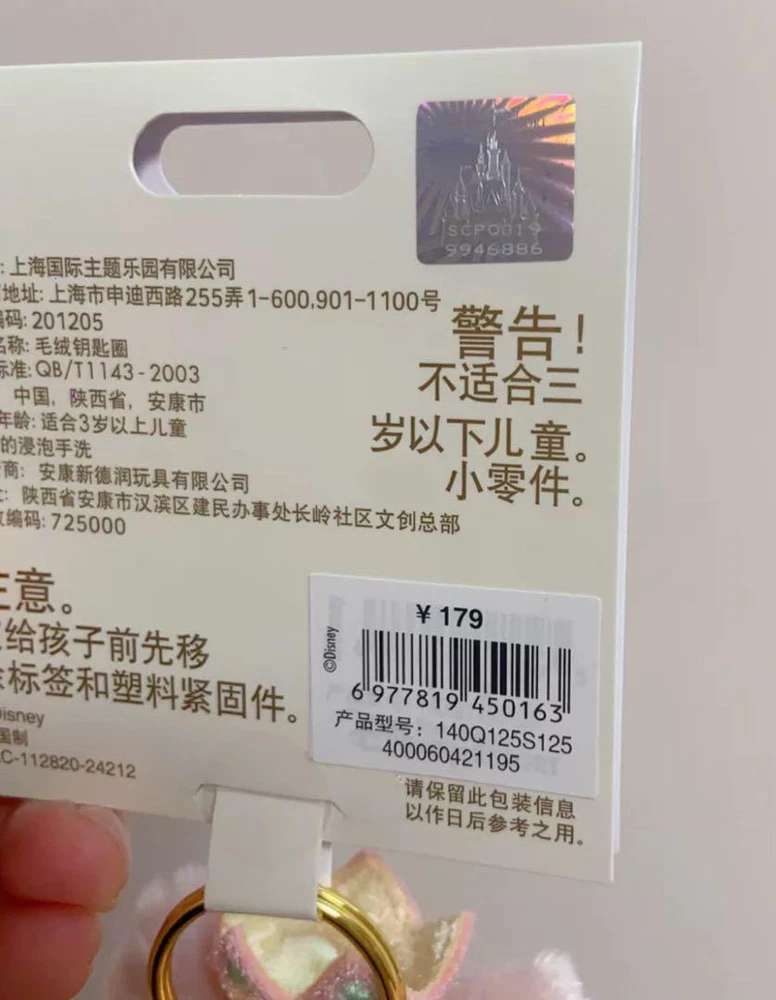 SCPQ019
9946886
: 上海国际主题乐园有限公司
地址: 上海市申迪西路255弄1-600,901-1100号
编码: 201205
名称: 毛绒钥匙圈
标准: QB/T1143-2003
中国, 陕西省, 安康市
年龄: 适合3岁以上儿童
的浸泡手洗
商: 安康新德润玩具有限公司
: 陕西省安康市汉滨区建民办事处长岭社区文创总部
编码: 725000
警告!
不适合三
岁以下儿童。
小零件。
意。
给孩子前先移
标签和塑料紧固件。
isney
国制
C-112820-24212
¥ 179
©Disney
6 977819 450163
产品型号: 140Q125S125
400060421195
请保留此包装信息
以作日后参考之用。